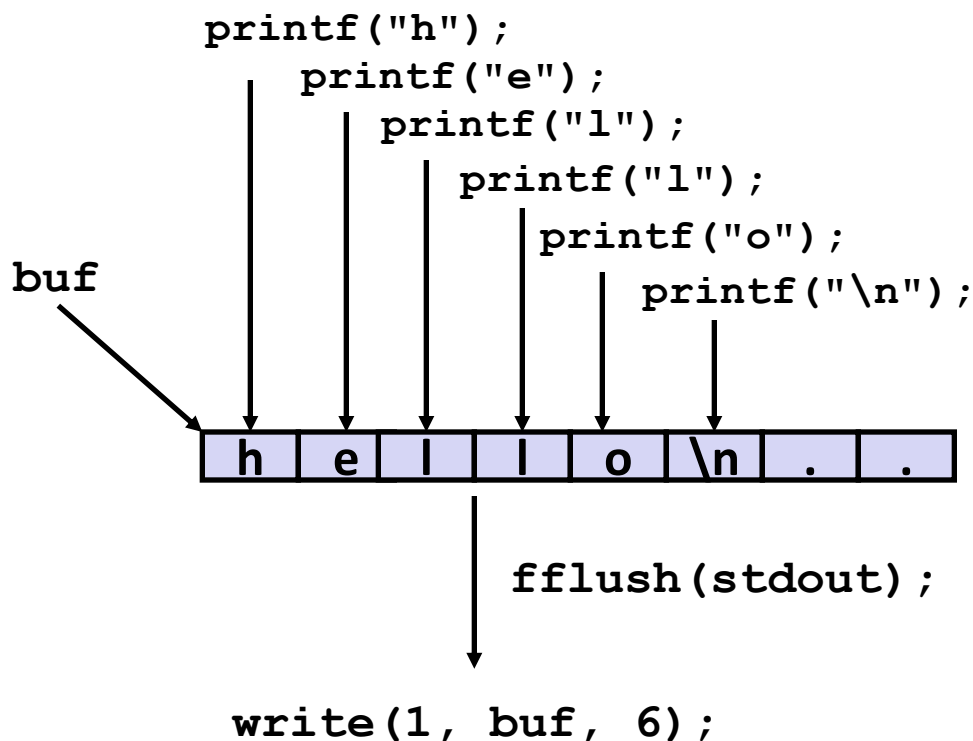 printf("h");
printf("e");
printf("l");
printf("l");
printf("o");
buf
printf("\n");
h e l l o \n . .
fflush(stdout);
write(1, buf, 6);